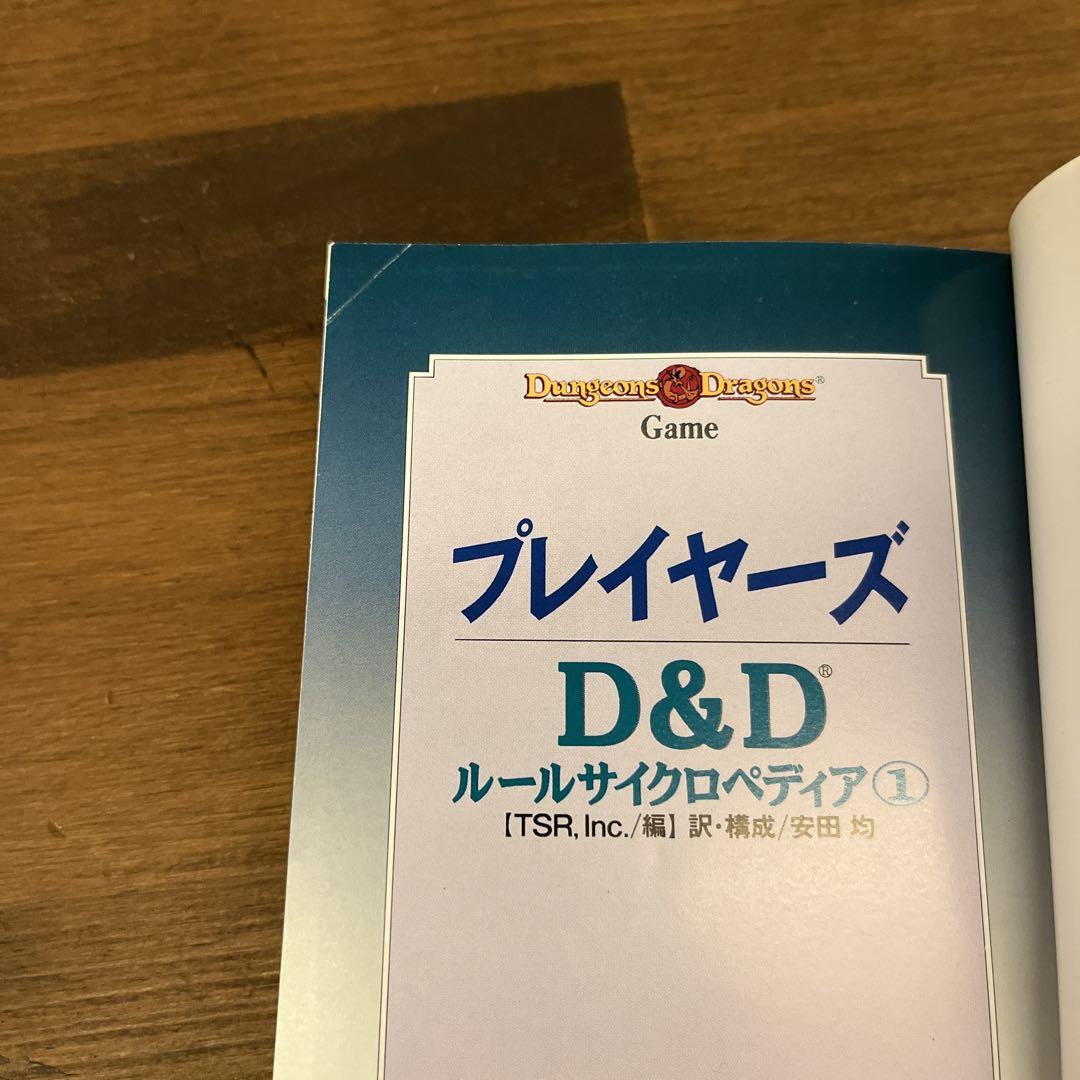 Dungeons & Dragons®
Game
プレイヤーズ
D&D®
ルールサイクロペディア①
【TSR, Inc./編】訳・構成/安田 均